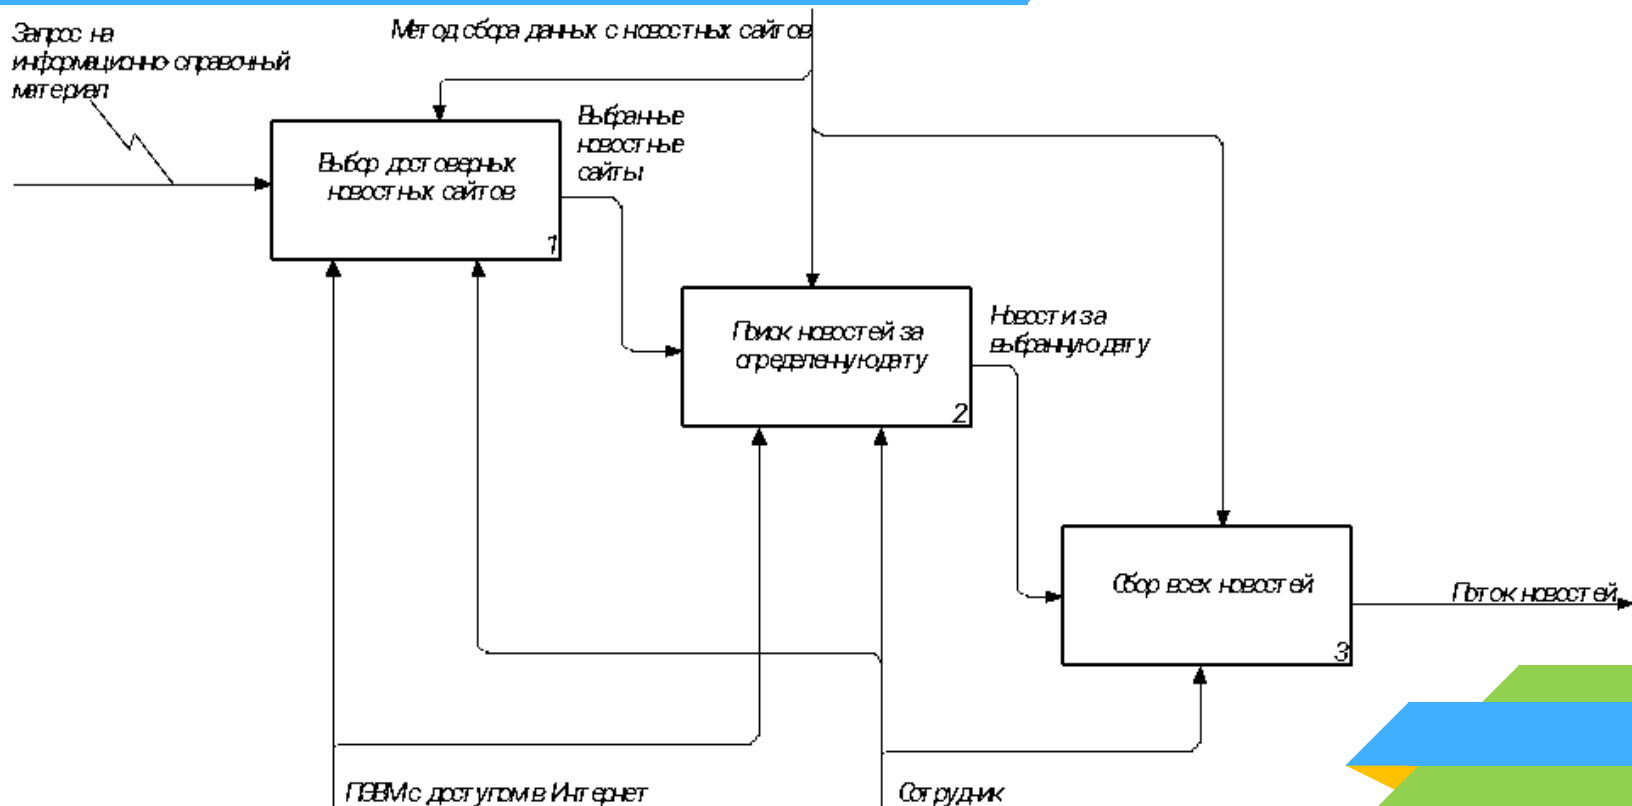 Запрос на
информационно-справочный
материал
Метод сбора данных с новостных сайтов
Выбор достоверных
новостных сайтов
1
Выбранные
новостные
сайты
Поиск новостей за
определенную дату
2
Новости за
выбранную дату
Сбор всех новостей
3
Поток новостей
ПЭВМ с доступом в Интернет
Сотрудник